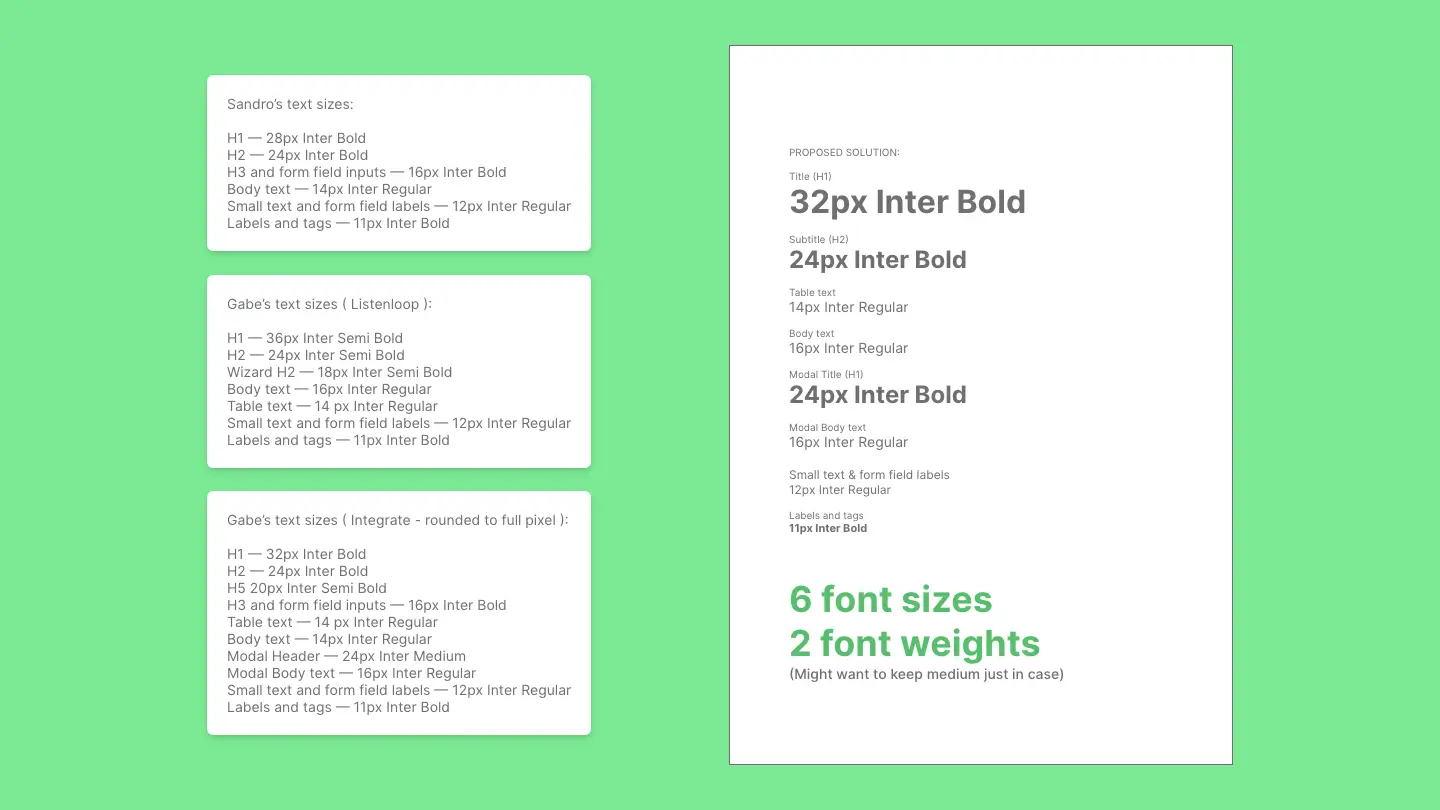 Sandro’s text sizes:
H1 — 28px Inter Bold
H2 — 24px Inter Bold
H3 and form field inputs — 16px Inter Bold
Body text — 14px Inter Regular
Small text and form field labels — 12px Inter Regular
Labels and tags — 11px Inter Bold
Gabe’s text sizes ( Listenloop ):
H1 — 36px Inter Semi Bold
H2 — 24px Inter Semi Bold
Wizard H2 — 18px Inter Semi Bold
Body text — 16px Inter Regular
Table text — 14 px Inter Regular
Small text and form field labels — 12px Inter Regular
Labels and tags — 11px Inter Bold
Gabe’s text sizes ( Integrate - rounded to full pixel ):
H1 — 32px Inter Bold
H2 — 24px Inter Bold
H5 20px Inter Semi Bold
H3 and form field inputs — 16px Inter Bold
Table text — 14 px Inter Regular
Body text — 14px Inter Regular
Modal Header — 24px Inter Medium
Modal Body text — 16px Inter Regular
Small text and form field labels — 12px Inter Regular
Labels and tags — 11px Inter Bold
PROPOSED SOLUTION:
Title (H1)
32px Inter Bold
Subtitle (H2)
24px Inter Bold
Table text
14px Inter Regular
Body text
16px Inter Regular
Modal Title (H1)
24px Inter Bold
Modal Body text
16px Inter Regular
Small text & form field labels
12px Inter Regular
Labels and tags
11px Inter Bold
6 font sizes
2 font weights
(Might want to keep medium just in case)